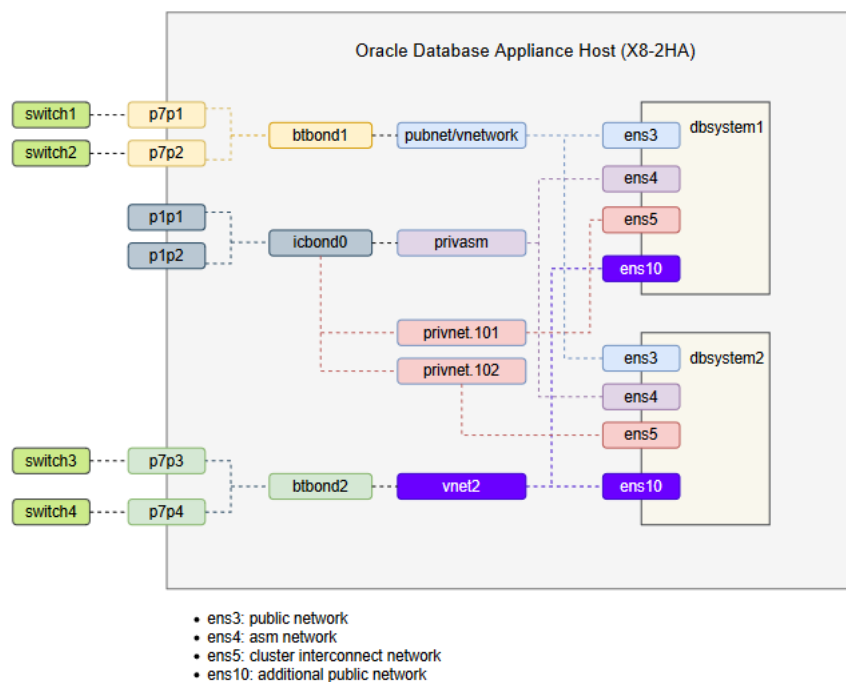 Oracle Database Appliance Host (X8-2HA)
switch1
p7p1
btbond1
pubnet/vnetwork
ens3
dbsystem1
switch2
p7p2
ens4
p1p1
ens5
icbond0
privasm
p1p2
ens10
privnet.101
ens3
dbsystem2
privnet.102
ens4
ens5
switch3
p7p3
btbond2
vnet2
ens10
switch4
p7p4
• ens3: public network
• ens4: asm network
• ens5: cluster interconnect network
• ens10: additional public network